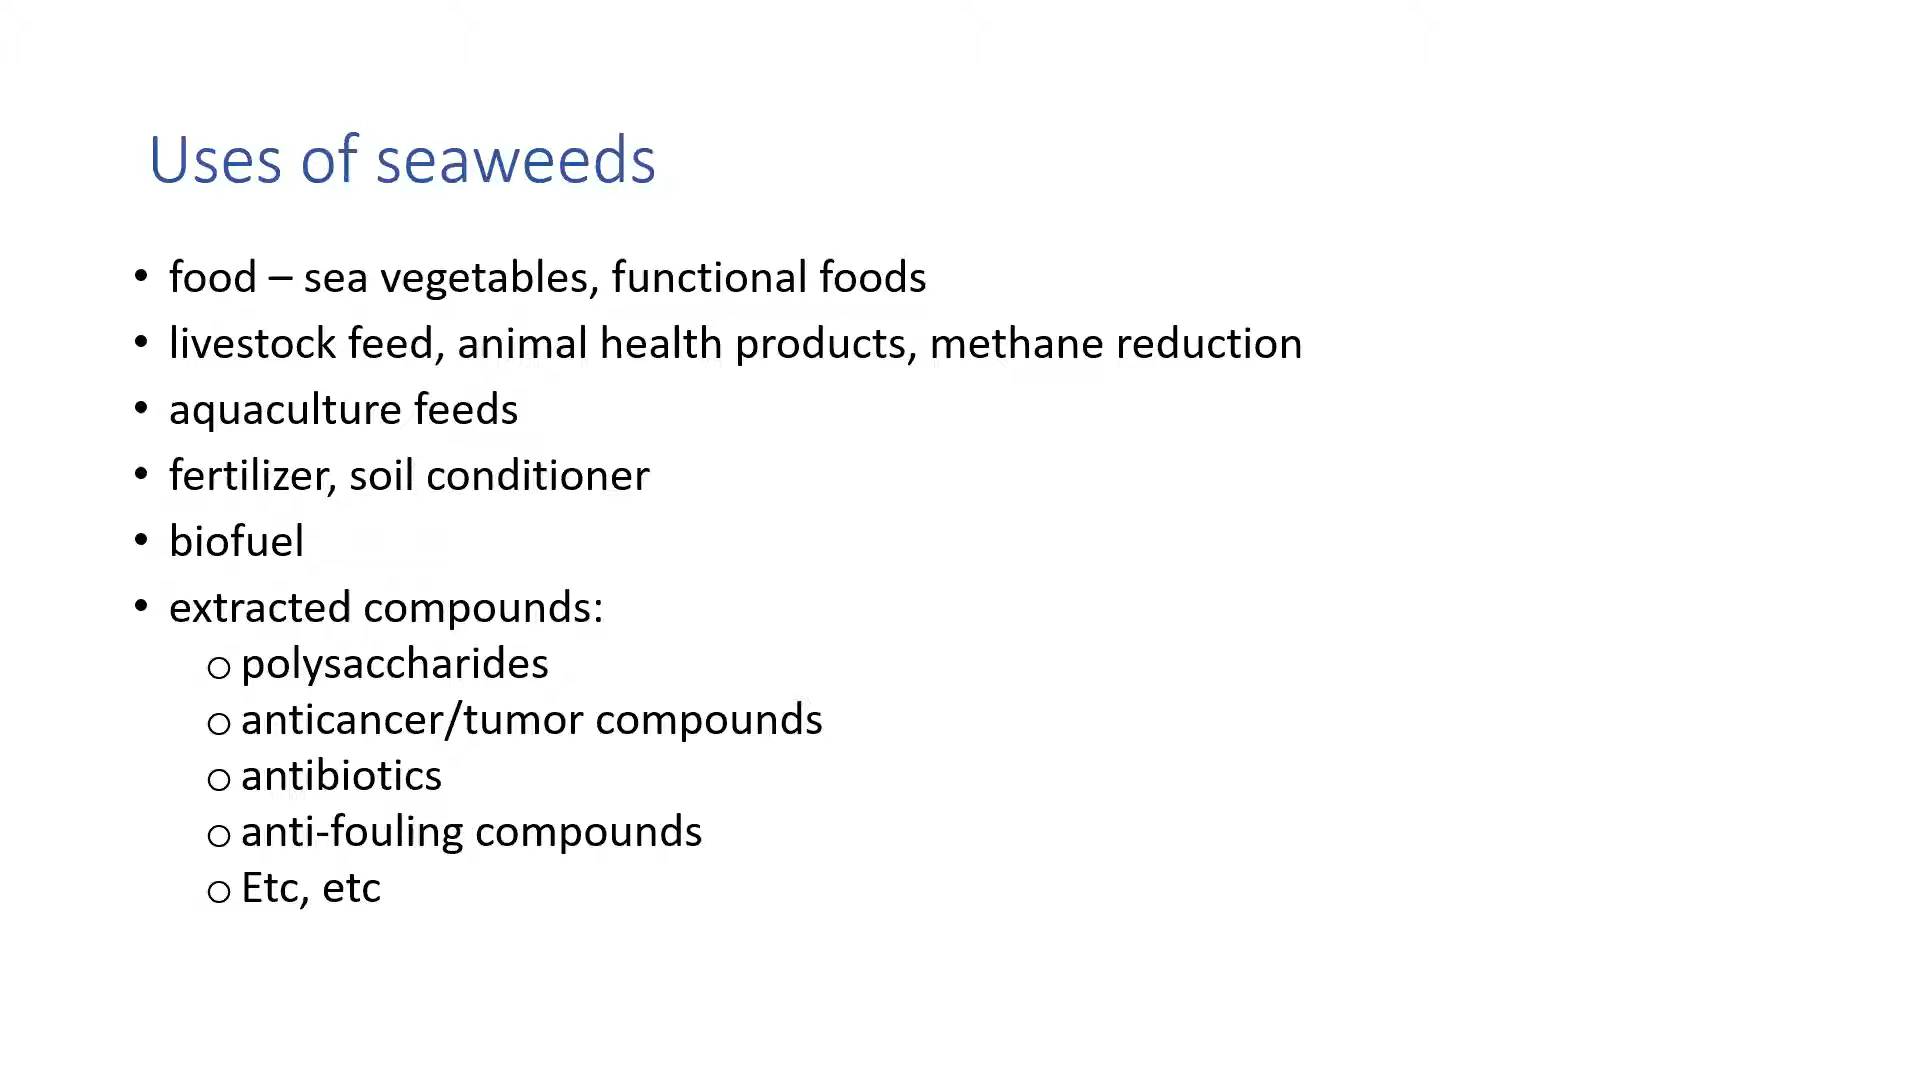 Uses of seaweeds
• food – sea vegetables, functional foods
• livestock feed, animal health products, methane reduction
• aquaculture feeds
• fertilizer, soil conditioner
• biofuel
• extracted compounds:
o polysaccharides
o anticancer/tumor compounds
o antibiotics
o anti-fouling compounds
o Etc, etc